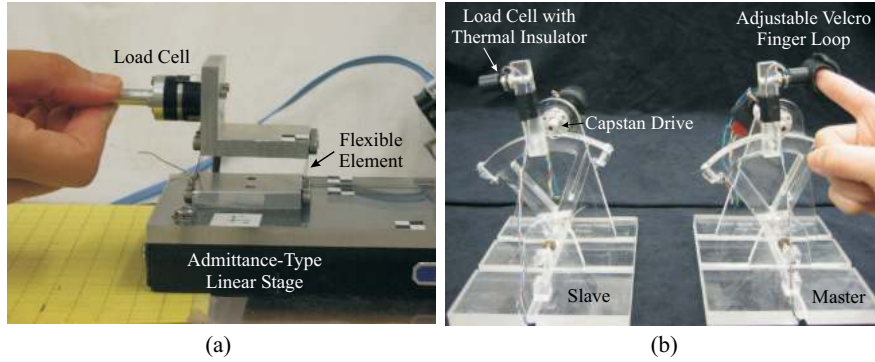 Load Cell
Flexible
Element
Admittance-Type
Linear Stage
(a)
Load Cell with
Thermal Insulator
Adjustable Velcro
Finger Loop
Capstan Drive
Slave
Master
(b)